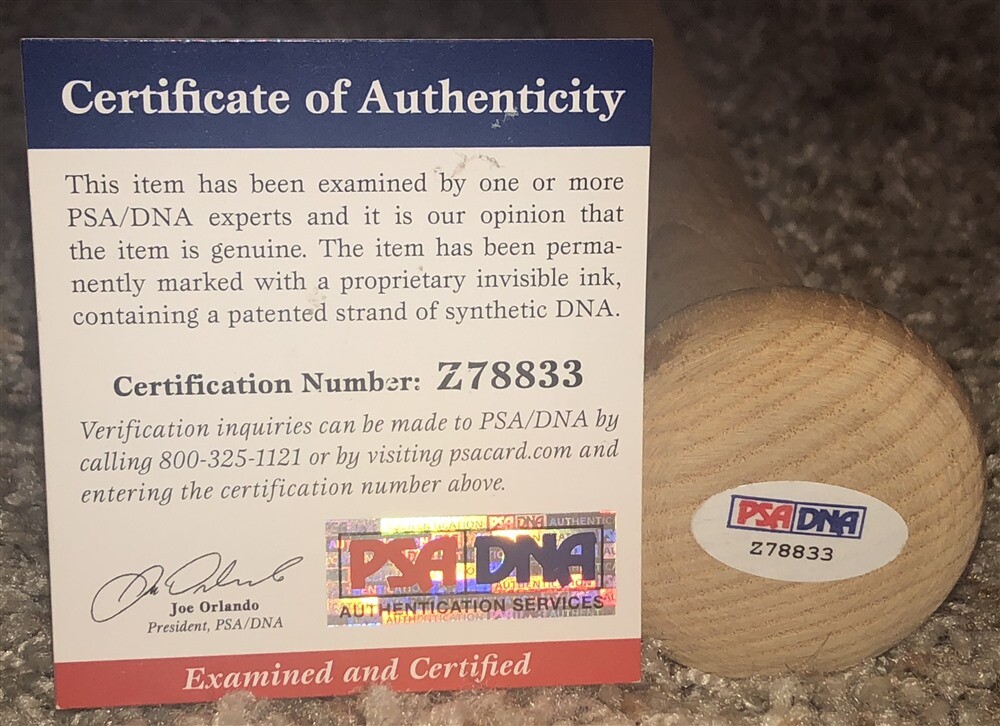 Certificate of Authenticity
This item has been examined by one or more
PSA/DNA experts and it is our opinion that
the item is genuine. The item has been perma-
nently marked with a proprietary invisible ink,
containing a patented strand of synthetic DNA.
Certification Number: Z78833
Verification inquiries can be made to PSA/DNA by
calling 800-325-1121 or by visiting psacard.com and
entering the certification number above.
Joe Orlando
President, PSA/DNA
PSA DNA
AUTHENTICATION SERVICES
Examined and Certified
PSA DNA
Z78833